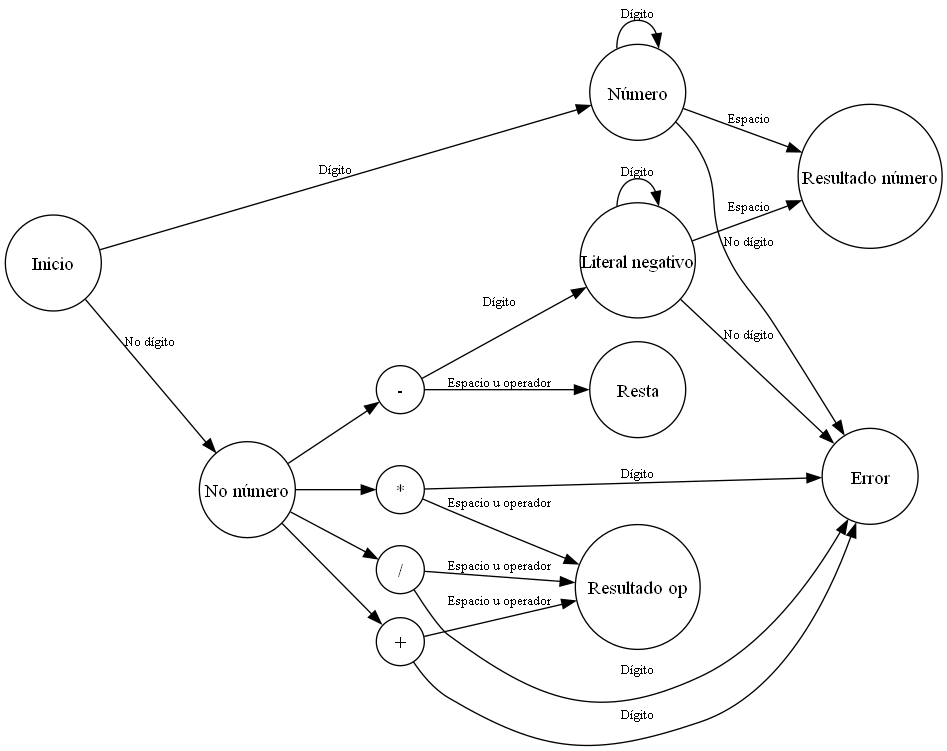 Dígito
Número
Espacio
Dígito
Resultado número
Dígito
Espacio
No dígito
Inicio
Literal negativo
Dígito
No dígito
No dígito
-
Espacio u operador
Resta
No número
*
Dígito
Error
Espacio u operador
/
Espacio u operador
Resultado op
Espacio u operador
+
Dígito
Dígito